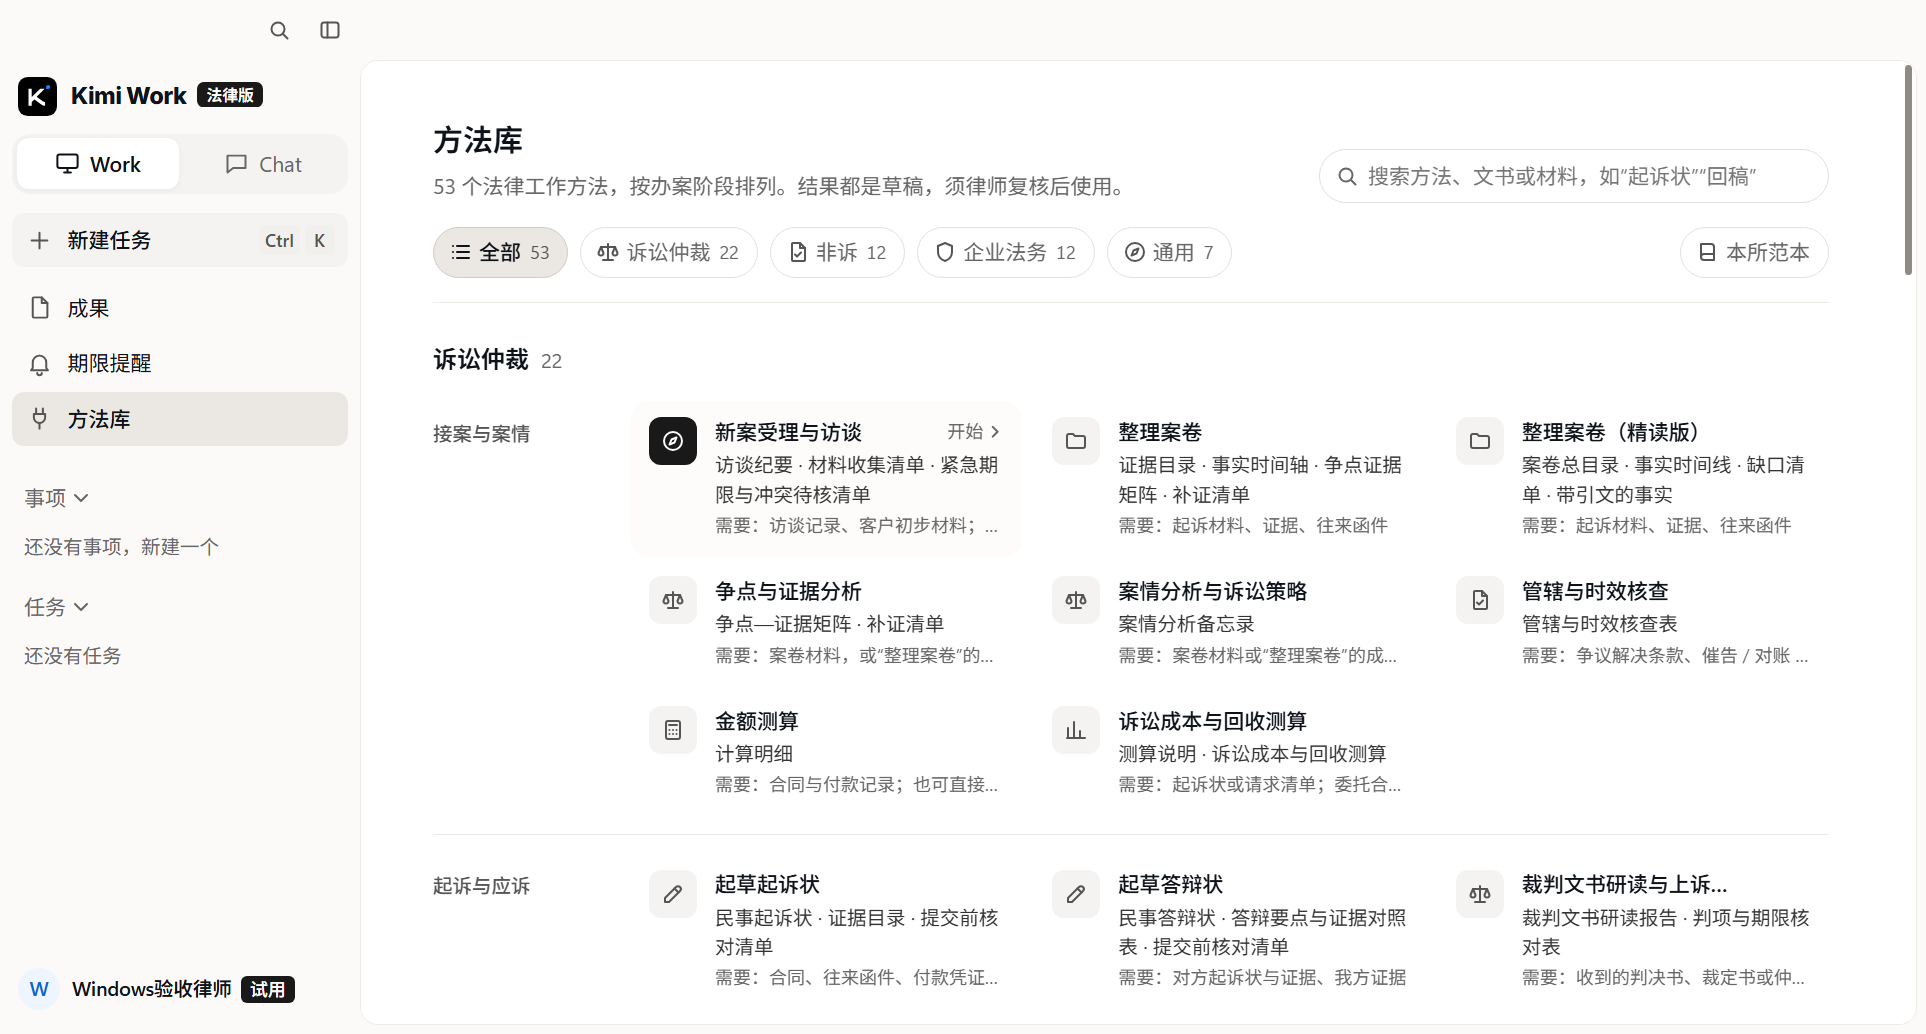 Kimi Work 法律版
Work
Chat
新建任务 Ctrl K
成果
期限提醒
方法库
事项
还没有事项，新建一个
任务
还没有任务
W Windows验收律师 试用
方法库
53 个法律工作方法，按办案阶段排列。结果都是草稿，须律师复核后使用。
搜索方法、文书或材料，如“起诉状”“回稿”
全部 53
诉讼仲裁 22
非诉 12
企业法务 12
通用 7
本所范本
诉讼仲裁 22
接案与案情
新案受理与访谈 开始
访谈纪要 · 材料收集清单 · 紧急期
限与冲突待核清单
需要：访谈记录、客户初步材料；...
整理案卷
证据目录 · 事实时间轴 · 争点证据
矩阵 · 补证清单
需要：起诉材料、证据、往来函件
整理案卷（精读版）
案卷总目录 · 事实时间线 · 缺口清
单 · 带引文的事实
需要：起诉材料、证据、往来函件
争点与证据分析
争点—证据矩阵 · 补证清单
需要：案卷材料，或“整理案卷”的...
案情分析与诉讼策略
案情分析备忘录
需要：案卷材料或“整理案卷”的成...
管辖与时效核查
管辖与时效核查表
需要：争议解决条款、催告 / 对账 ...
金额测算
计算明细
需要：合同与付款记录；也可直接...
诉讼成本与回收测算
测算说明 · 诉讼成本与回收测算
需要：起诉状或请求清单；委托合...
起诉与应诉
起草起诉状
民事起诉状 · 证据目录 · 提交前核
对清单
需要：合同、往来函件、付款凭证...
起草答辩状
民事答辩状 · 答辩要点与证据对照
表 · 提交前核对清单
需要：对方起诉状与证据、我方证据
裁判文书研读与上诉...
裁判文书研读报告 · 判项与期限核
对表
需要：收到的判决书、裁定书或仲...